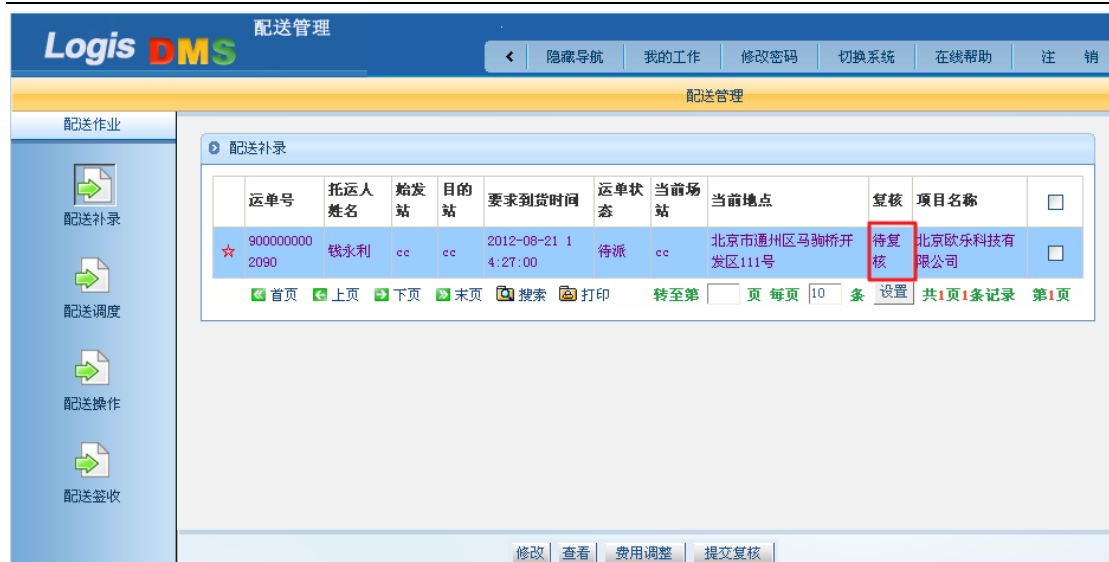 配送管理
Logis DMS
隐藏导航 我的工作 修改密码 切换系统 在线帮助 注 销
配送管理
配送作业
配送补录
配送调度
配送操作
配送签收
配送补录
运单号 托运人姓名 始发站 目的站 要求到货时间 运单状态 当前场站 当前地点 复核 项目名称
900000000 钱永利 cc cc 2012-08-21 1 待派 cc 北京市通州区马驹桥开 待复 北京欧乐科技有
2090 4:27:00 发区111号 核 限公司
首页 上页 下页 末页 搜索 打印 转至第 页 每页 10 条 设置 共1页1条记录 第1页
修改 查看 费用调整 提交复核